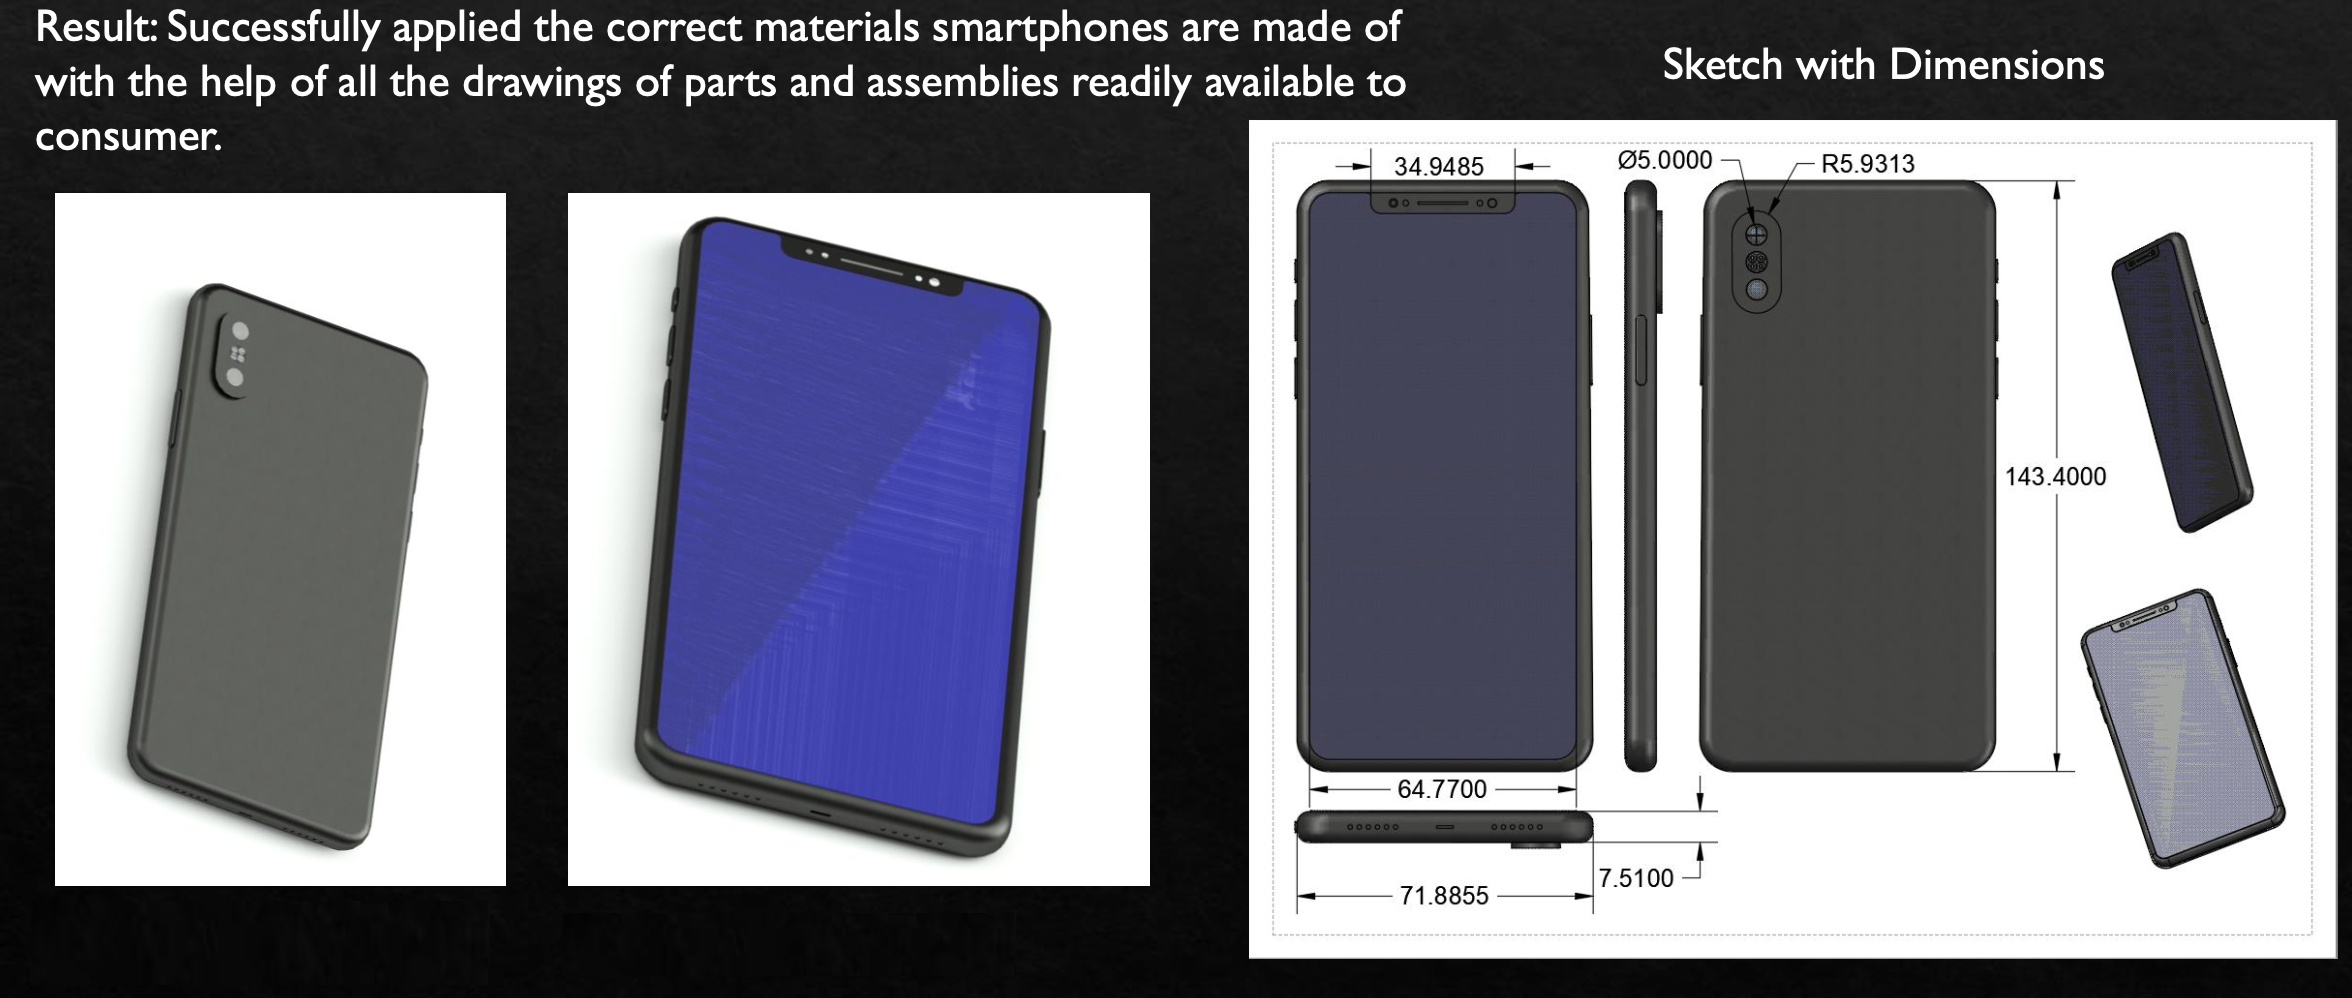 Result: Successfully applied the correct materials smartphones are made of
with the help of all the drawings of parts and assemblies readily available to
consumer.
Sketch with Dimensions
34.9485
Ø5.0000
R5.9313
143.4000
64.7700
7.5100
71.8855